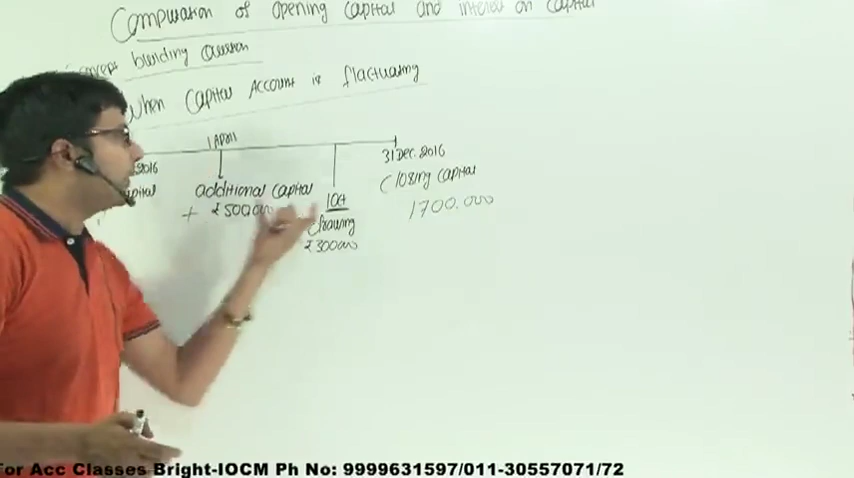 Computation of opening Capital and interest on Capital
concept building Question
When Capital Account is fluctuating
1 April
2016
31 Dec. 2016
Capital
additional Capital
Closing Capital
+ ₹500000
1 Oct
1700.000
drawing
₹300000
For Acc Classes Bright-IOCM Ph No: 9999631597/011-30557071/72